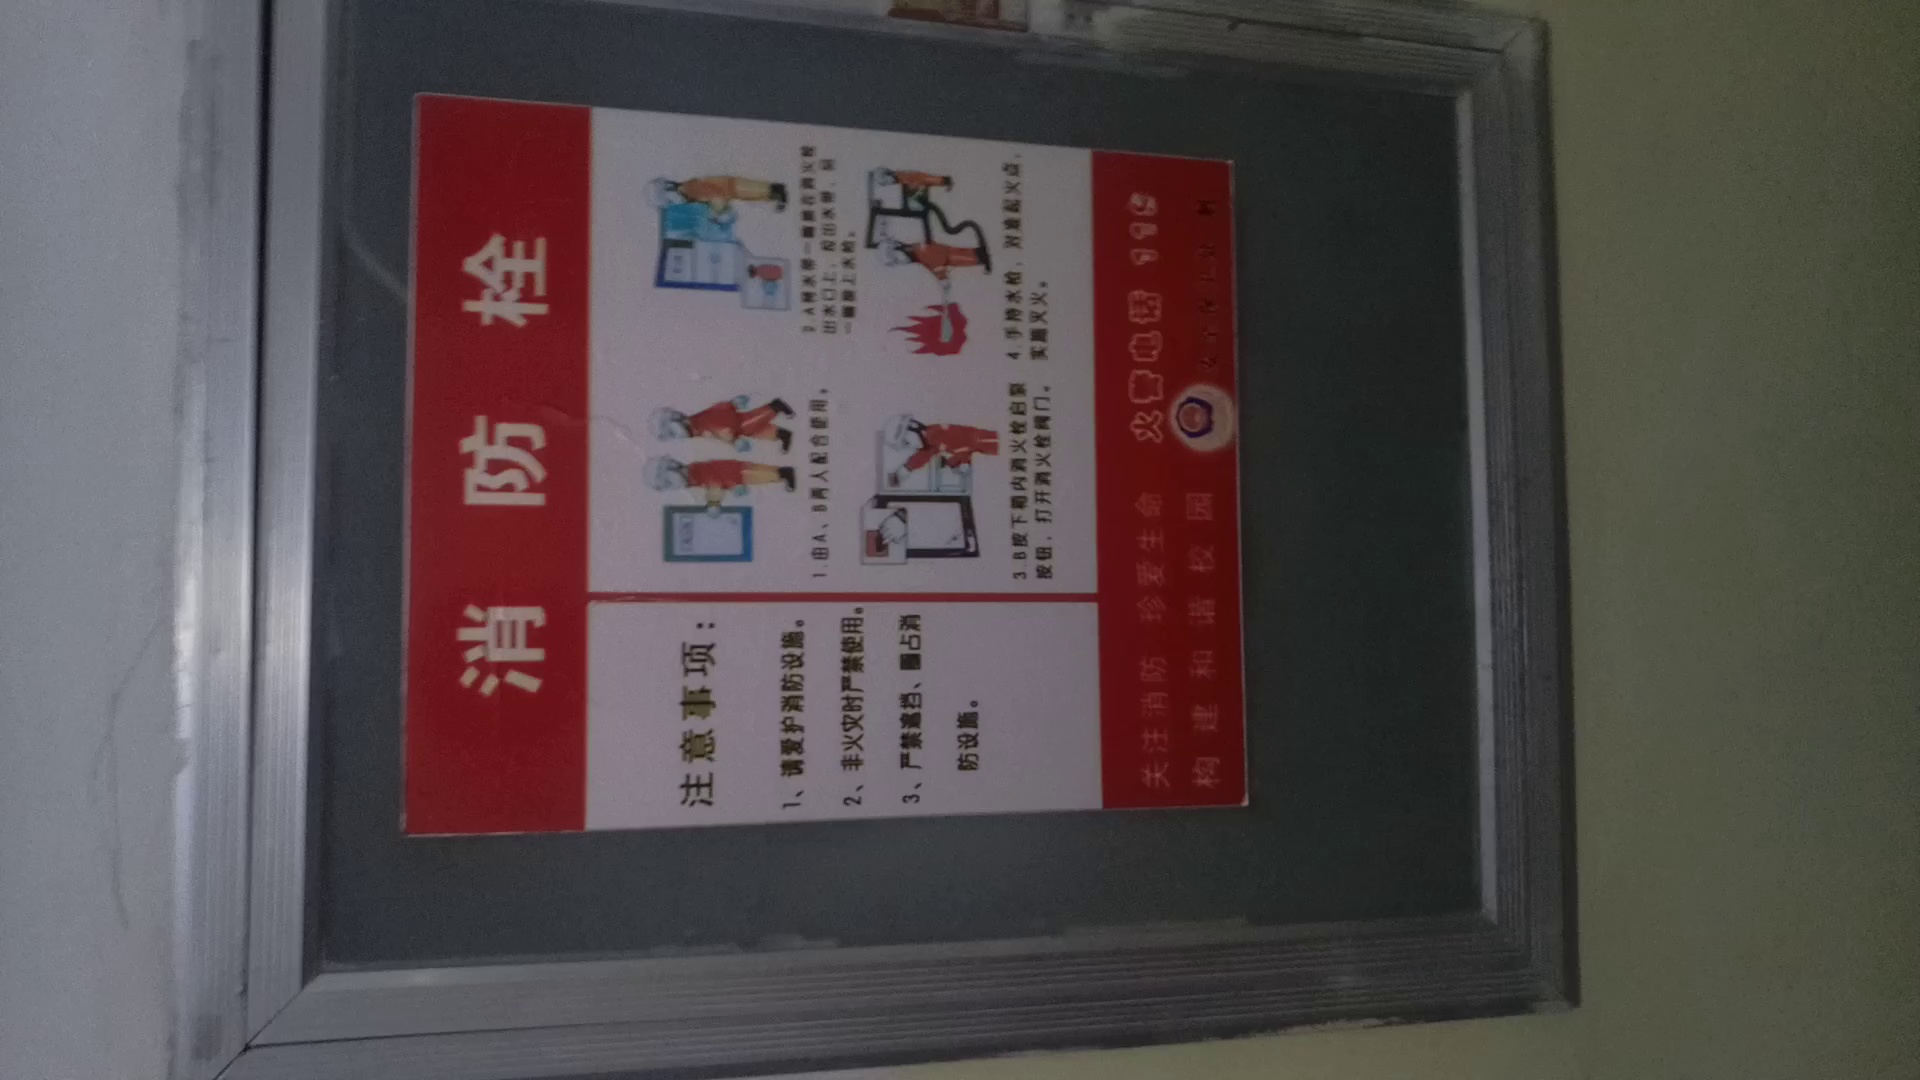 消防栓
注意事项：
1、请爱护消防设施。
2、非火灾时严禁使用。
3、严禁遮挡、圈占消
防设施。
1.由A、B两人配合使用。
2.A将水带一端接在消火栓
出水口上，拉出水带，另
一端接上水枪。
3.B按下箱内消火栓启泵
按钮，打开消火栓阀门。
4.手持水枪，对准起火点，
实施灭火。
关注消防 珍爱生命
构建和谐校园
火警电话 119
安全保卫处